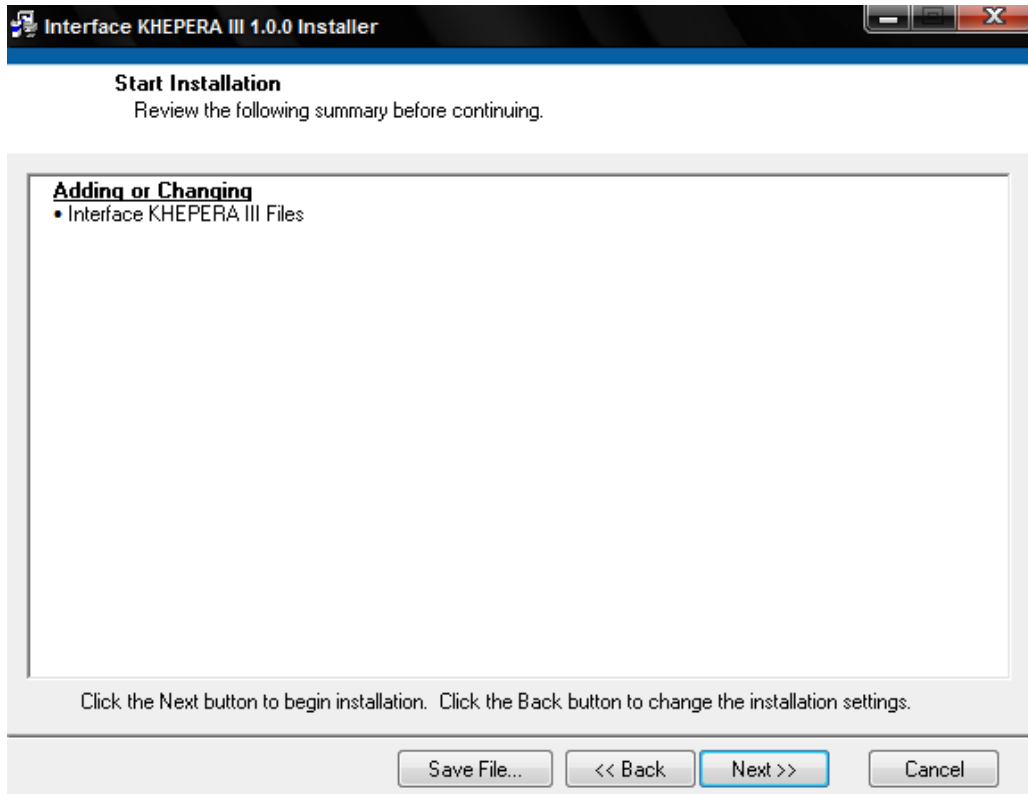 Interface KHEPERA III 1.0.0 Installer
Start Installation
Review the following summary before continuing.
Adding or Changing
• Interface KHEPERA III Files
Click the Next button to begin installation. Click the Back button to change the installation settings.
Save File...
<< Back
Next >>
Cancel